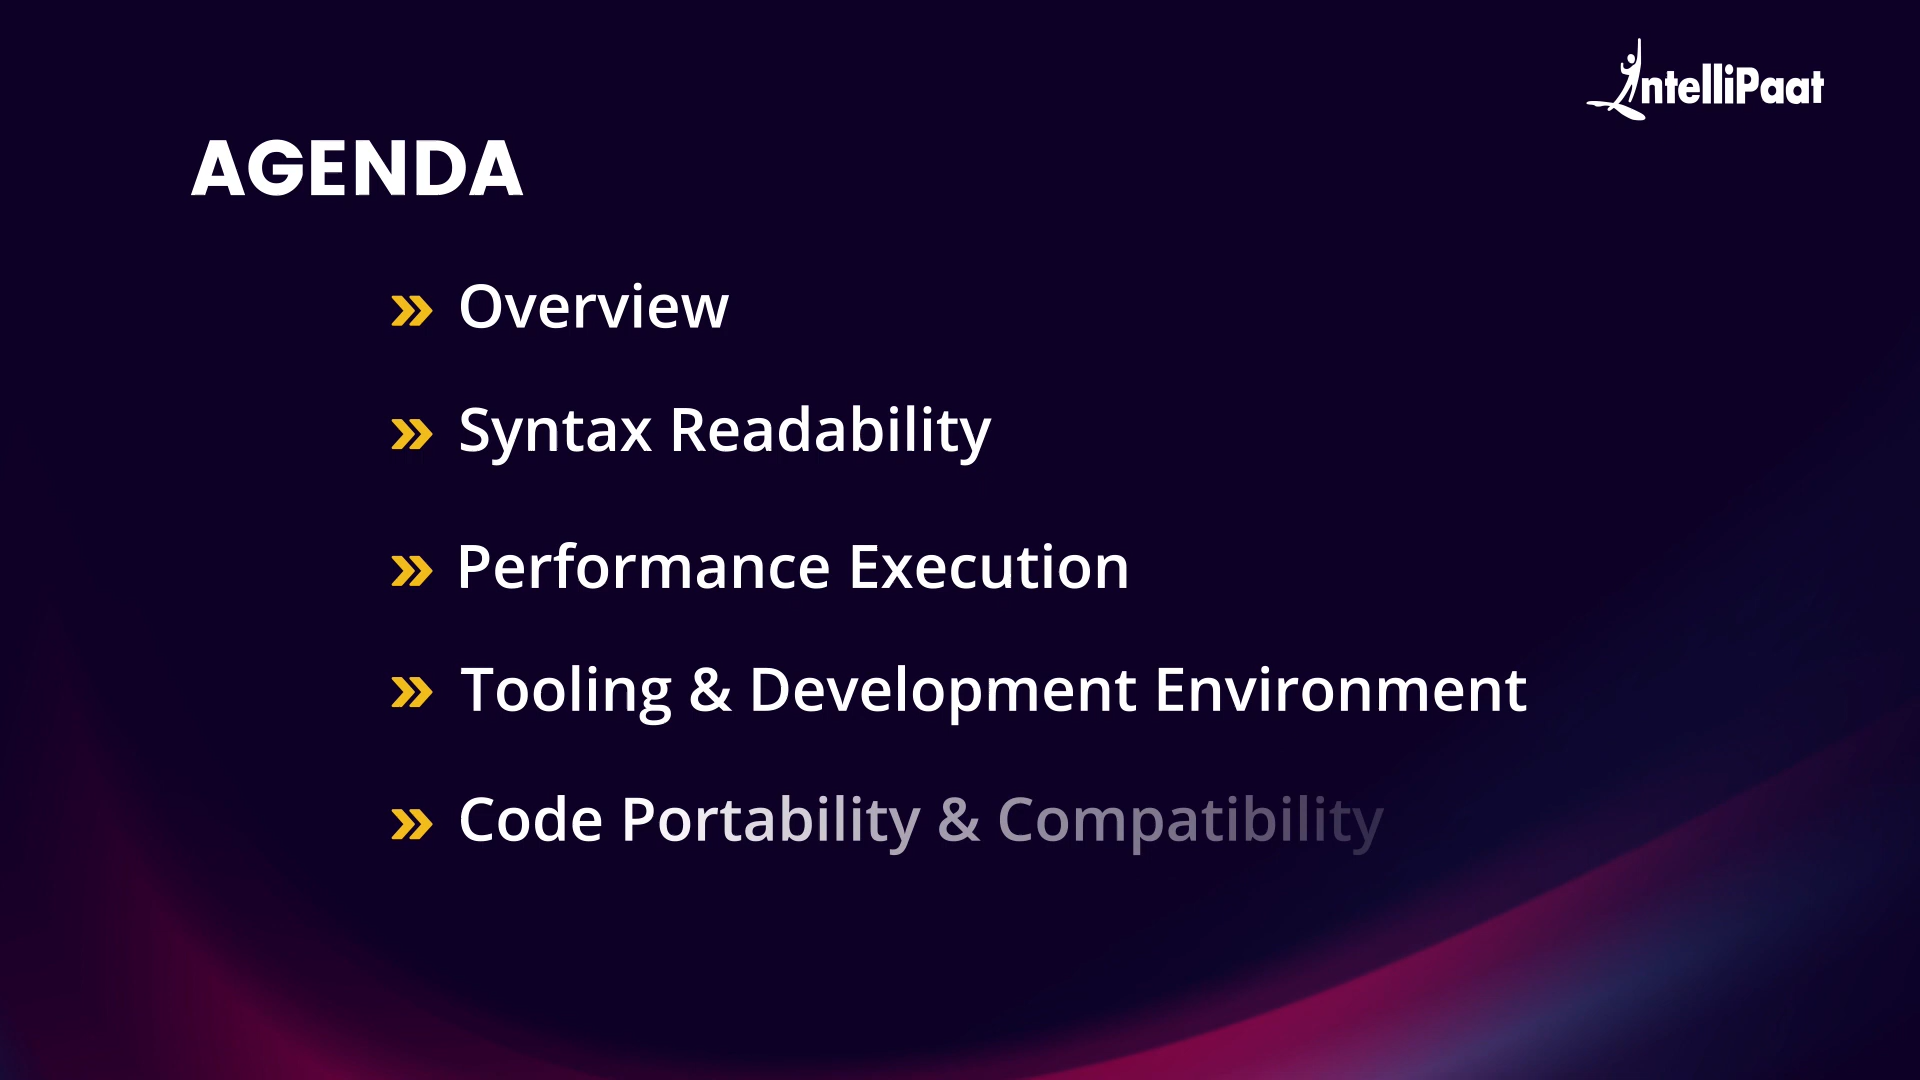 IntelliPaat
AGENDA
» Overview
» Syntax Readability
» Performance Execution
» Tooling & Development Environment
» Code Portability & Compatibility